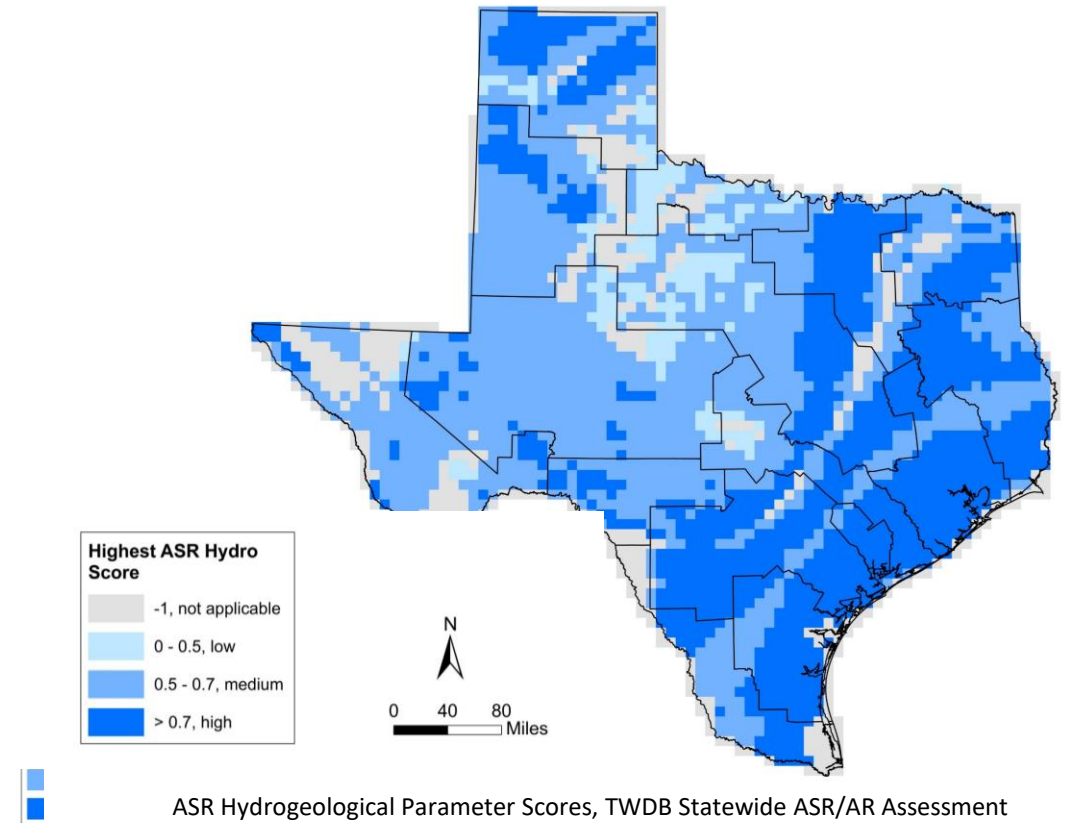 Highest ASR Hydro
Score
-1, not applicable
0 - 0.5, low
0.5 - 0.7, medium
> 0.7, high
N
0 40 80
Miles
ASR Hydrogeological Parameter Scores, TWDB Statewide ASR/AR Assessment